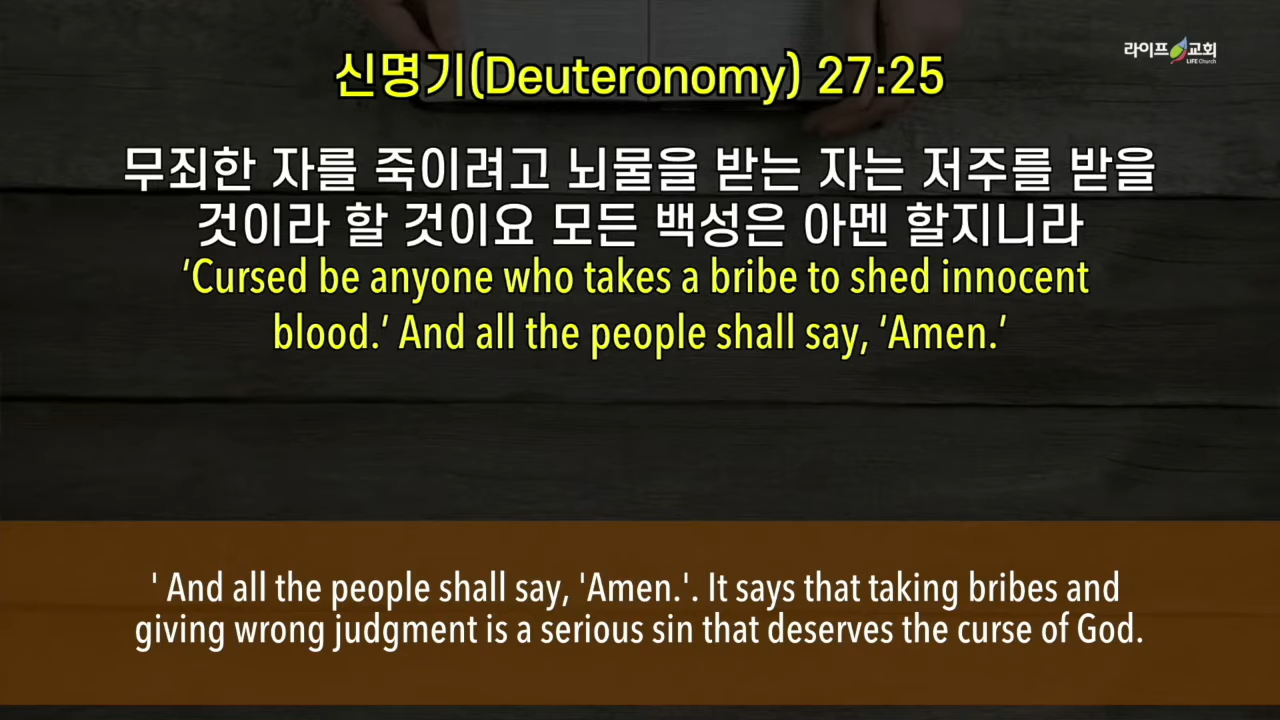 라이프교회
LIFE Church
신명기(Deuteronomy) 27:25
무죄한 자를 죽이려고 뇌물을 받는 자는 저주를 받을
것이라 할 것이요 모든 백성은 아멘 할지니라
‘Cursed be anyone who takes a bribe to shed innocent
blood.’ And all the people shall say, ‘Amen.’
' And all the people shall say, 'Amen.'. It says that taking bribes and
giving wrong judgment is a serious sin that deserves the curse of God.